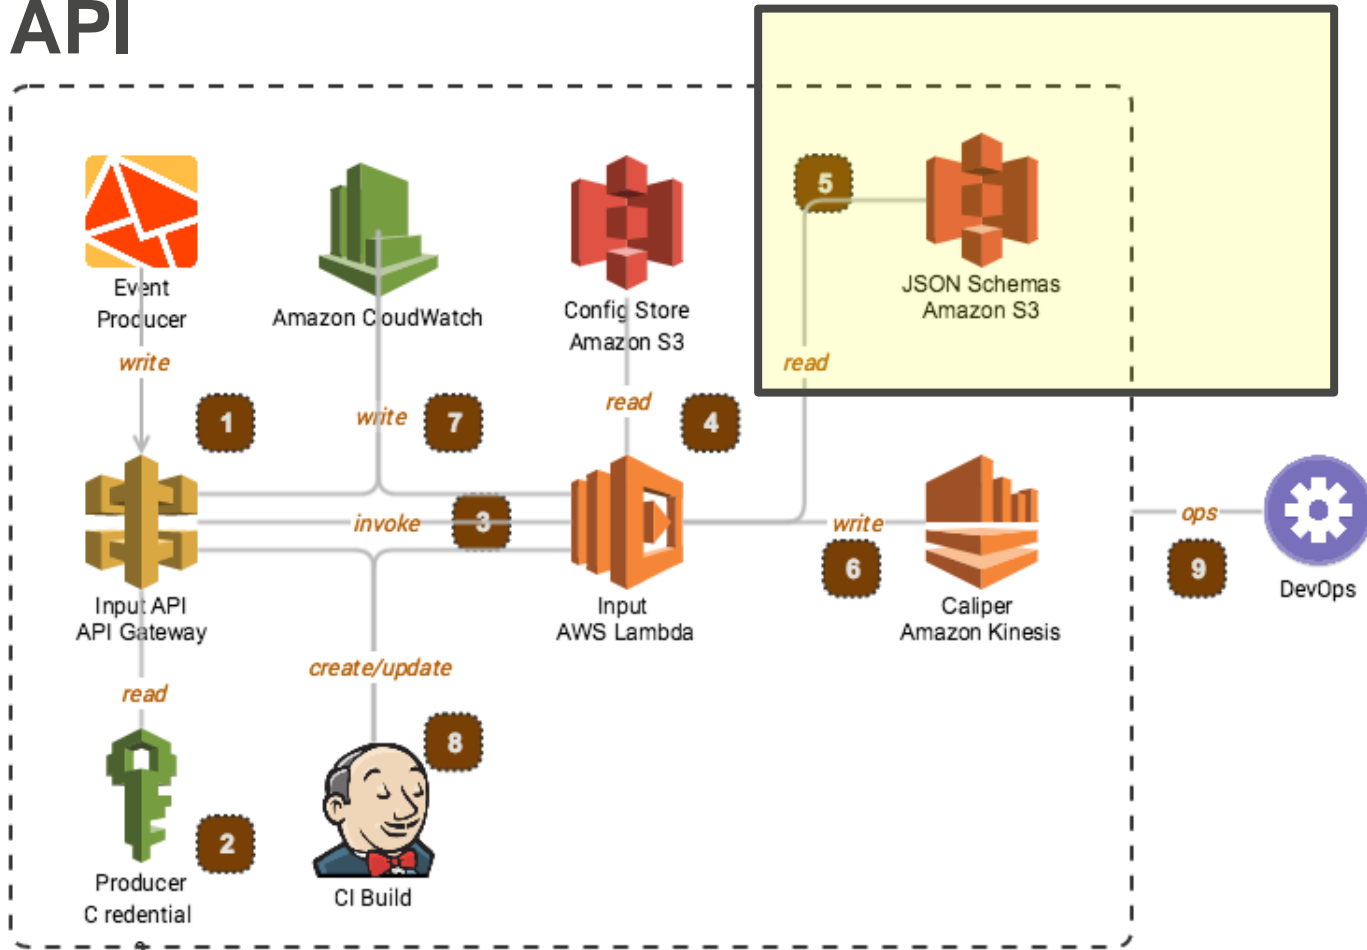 API
Event
Producer
Amazon CloudWatch
Config Store
Amazon S3
5
JSON Schemas
Amazon S3
write
read
1
write
7
read
4
invoke
3
write
6
ops
9
DevOps
Input API
API Gateway
Input
AWS Lambda
Caliper
Amazon Kinesis
read
create/update
8
2
Producer
C redential
CI Build